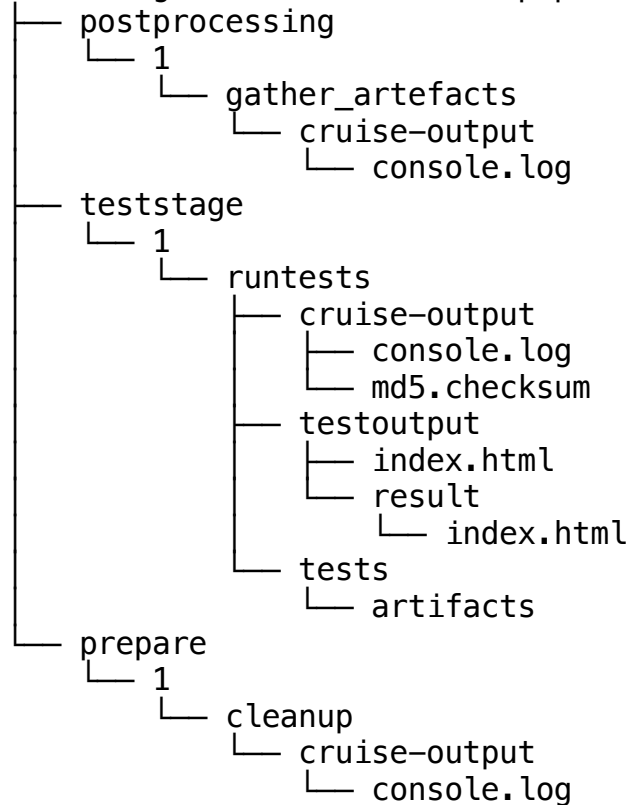 ├── postprocessing
│   └── 1
│       └── gather_artefacts
│           └── cruise-output
│               └── console.log
├── teststage
│   └── 1
│       └── runtests
│           ├── cruise-output
│           │   ├── console.log
│           │   └── md5.checksum
│           ├── testoutput
│           │   ├── index.html
│           │   └── result
│           │       └── index.html
│           └── tests
│               └── artifacts
└── prepare
    └── 1
        └── cleanup
            └── cruise-output
                └── console.log